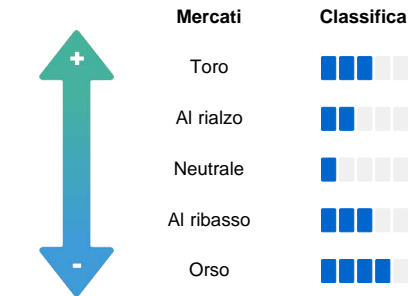 Mercati Classifica
+
Toro
Al rialzo
Neutrale
Al ribasso
-
Orso